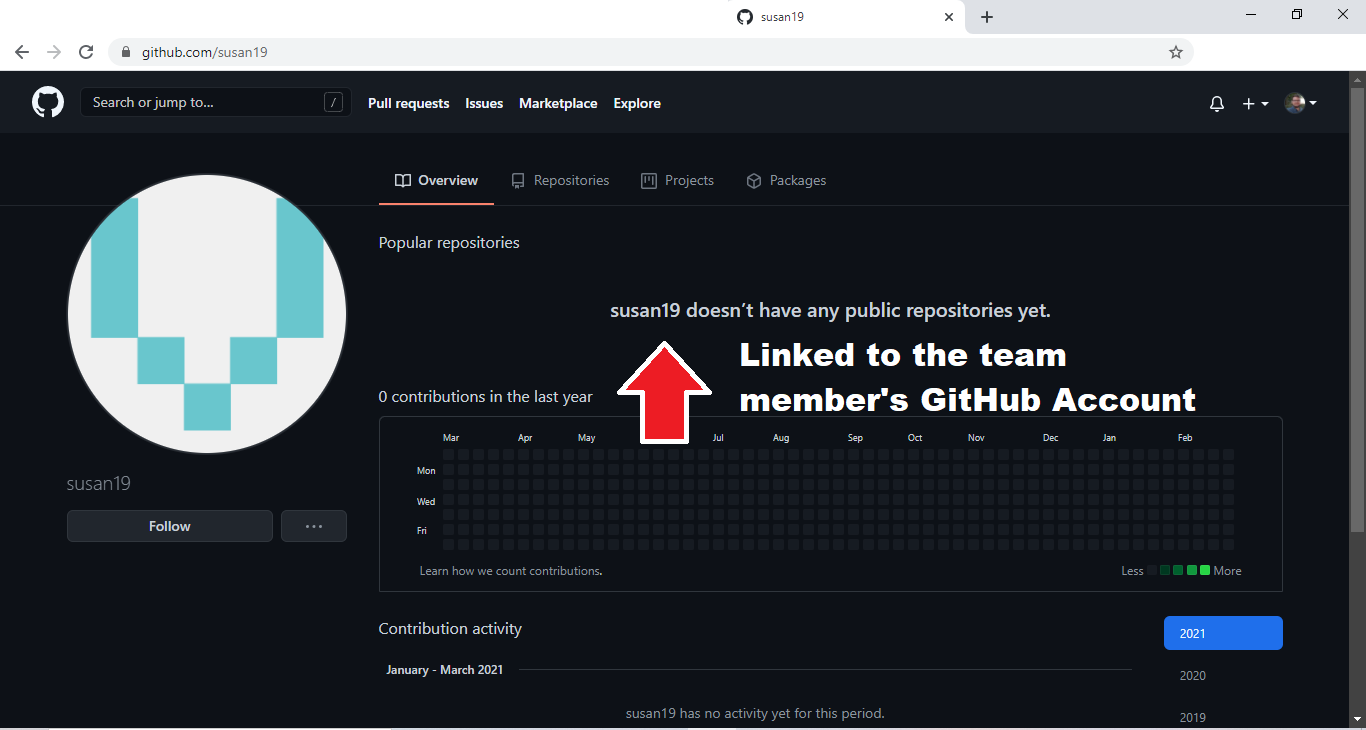 susan19
github.com/susan19
Search or jump to... /
Pull requests Issues Marketplace Explore
Overview Repositories Projects Packages
Popular repositories
susan19 doesn't have any public repositories yet.
Linked to the team
member's GitHub Account
0 contributions in the last year
Mar Apr May Jul Aug Sep Oct Nov Dec Jan Feb
Mon
Wed
Fri
Learn how we count contributions.
Less More
susan19
Follow
Contribution activity
2021
2020
2019
January - March 2021
susan19 has no activity yet for this period.